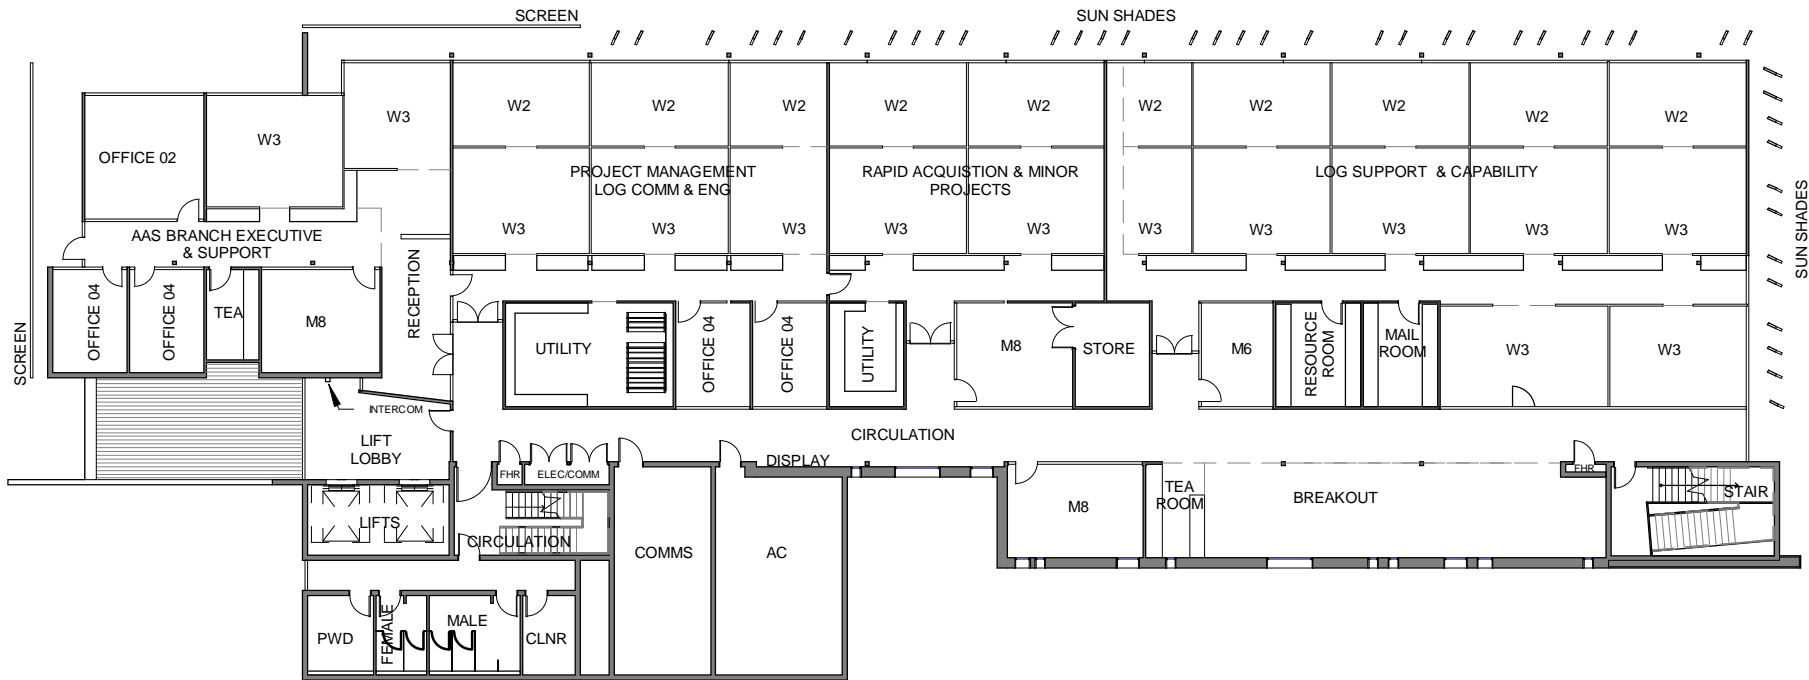 SCREEN
SUN SHADES
W3
W2
W2
W2
W2
W2
W2
W2
W2
W2
W2
OFFICE 02
W3
PROJECT MANAGEMENT
LOG COMM & ENG
RAPID ACQUISTION & MINOR
PROJECTS
LOG SUPPORT & CAPABILITY
SUN SHADES
AAS BRANCH EXECUTIVE
& SUPPORT
W3
W3
W3
W3
W3
W3
W3
W3
W3
W3
RECEPTION
OFFICE 04
OFFICE 04
TEA
M8
SCREEN
UTILITY
OFFICE 04
OFFICE 04
UTILITY
M8
STORE
M6
RESOURCE
ROOM
MAIL
ROOM
W3
W3
INTERCOM
LIFT
LOBBY
CIRCULATION
DISPLAY
FHR
ELEC/COMM
FHR
LIFTS
CIRCULATION
COMMS
AC
M8
TEA
ROOM
BREAKOUT
STAIR
PWD
FEMALE
MALE
CLNR